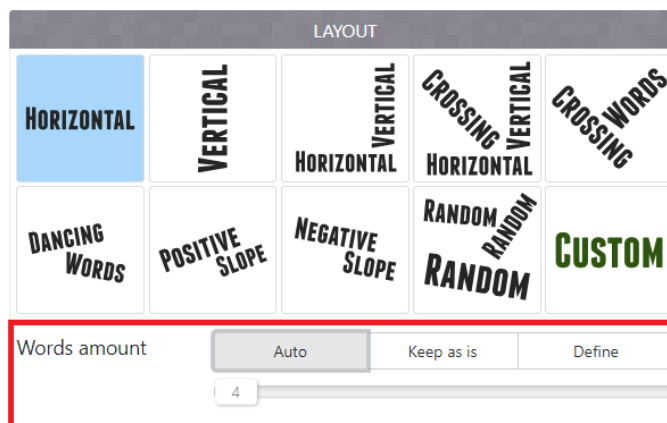 LAYOUT
HORIZONTAL
VERTICAL
VERTICAL
HORIZONTAL
CROSSING
VERTICAL
HORIZONTAL
CROSSING
WORDS
DANCING
WORDS
POSITIVE
SLOPE
NEGATIVE
SLOPE
RANDOM
RANDOM
RANDOM
CUSTOM
Words amount
Auto
Keep as is
Define
4